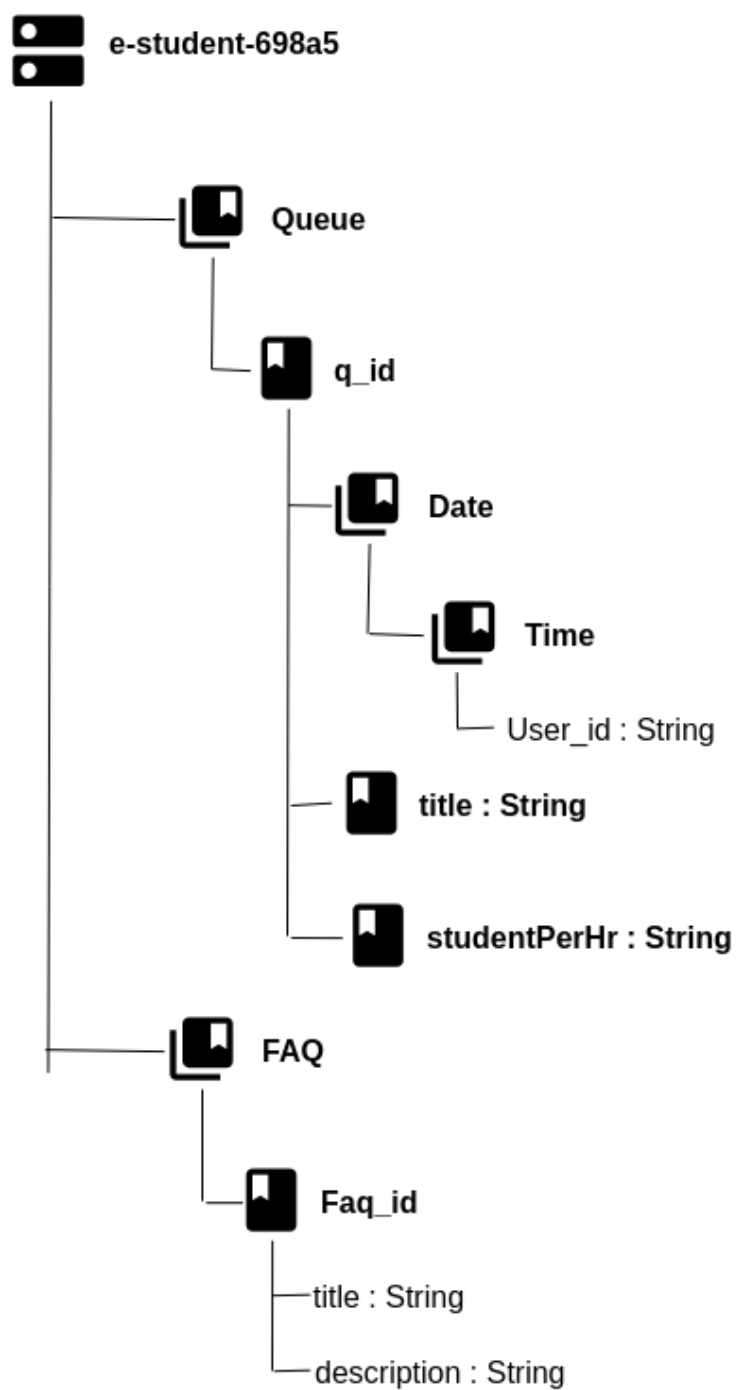 e-student-698a5
Queue
q_id
Date
Time
User_id : String
title : String
studentPerHr : String
FAQ
Faq_id
title : String
description : String